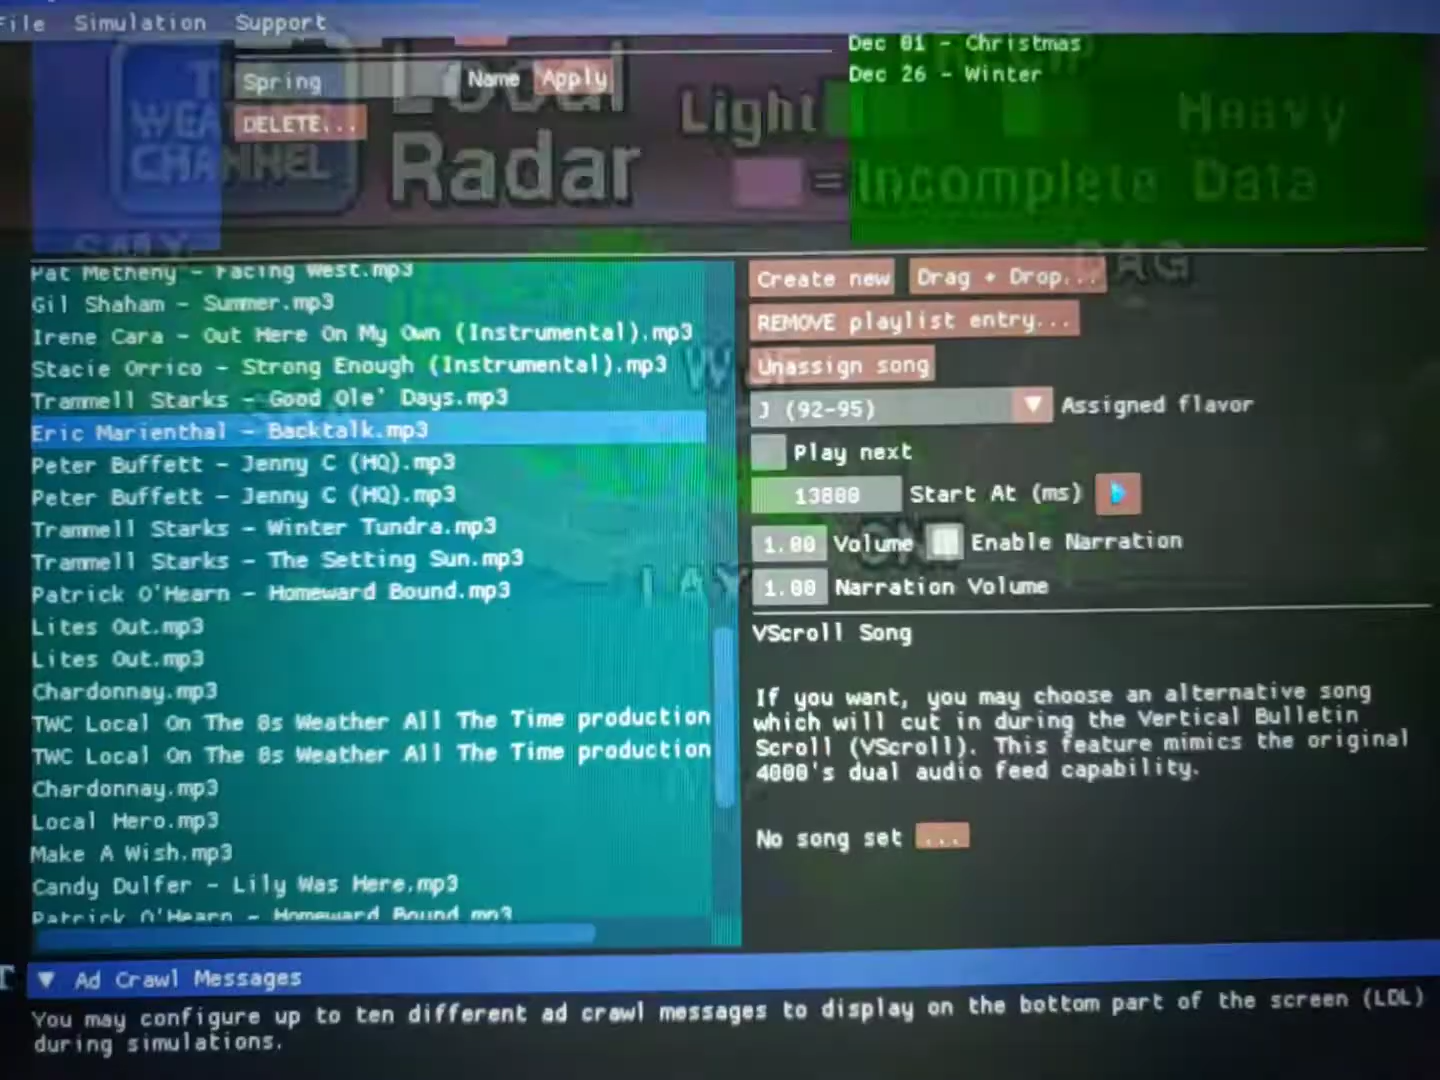 File Simulation Support
Spring Name Apply
DELETE...
THE WEATHER CHANNEL
Local Radar
Light Heavy
= Incomplete Data
Dec 01 - Christmas
Dec 26 - Winter
DAG
Pat Metheny - Facing West.mp3
Gil Shaham - Summer.mp3
Irene Cara - Out Here On My Own (Instrumental).mp3
Stacie Orrico - Strong Enough (Instrumental).mp3
Trammell Starks - Good Ole' Days.mp3
Eric Marienthal - Backtalk.mp3
Peter Buffett - Jenny C (HQ).mp3
Peter Buffett - Jenny C (HQ).mp3
Trammell Starks - Winter Tundra.mp3
Trammell Starks - The Setting Sun.mp3
Patrick O'Hearn - Homeward Bound.mp3
Lites Out.mp3
Lites Out.mp3
Chardonnay.mp3
TWC Local On The 8s Weather All The Time production
TWC Local On The 8s Weather All The Time production
Chardonnay.mp3
Local Hero.mp3
Make A Wish.mp3
Candy Dulfer - Lily Was Here.mp3
Patrick O'Hearn - Homeward Bound.mp3
Create new Drag + Drop...
REMOVE playlist entry...
Unassign song
J (92-95) Assigned flavor
Play next
13800 Start At (ms)
1.00 Volume Enable Narration
1.00 Narration Volume
VScroll Song
If you want, you may choose an alternative song
which will cut in during the Vertical Bulletin
Scroll (VScroll). This feature mimics the original
4000's dual audio feed capability.
No song set ...
Ad Crawl Messages
You may configure up to ten different ad crawl messages to display on the bottom part of the screen (LDL)
during simulations.